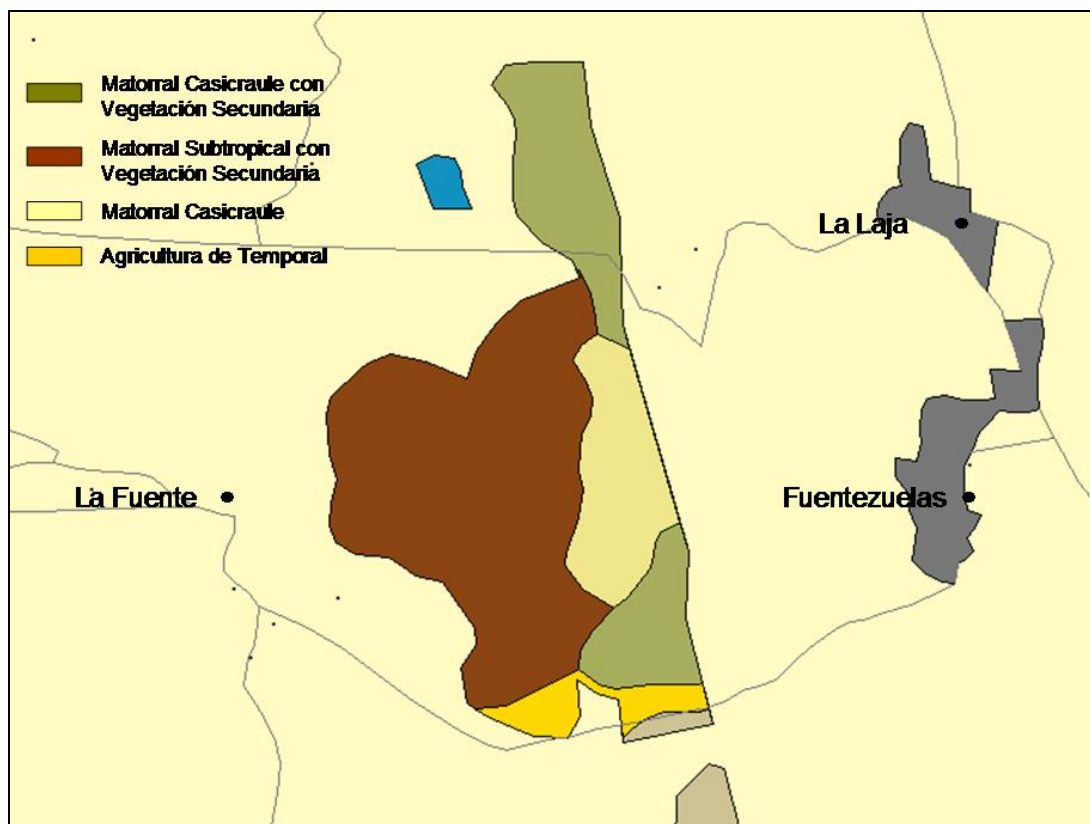 Matorral Casicraule con
Vegetación Secundaria
Matorral Subtropical con
Vegetación Secundaria
Matorral Casicraule
Agricultura de Temporal
La Laja
La Fuente
Fuentezuelas